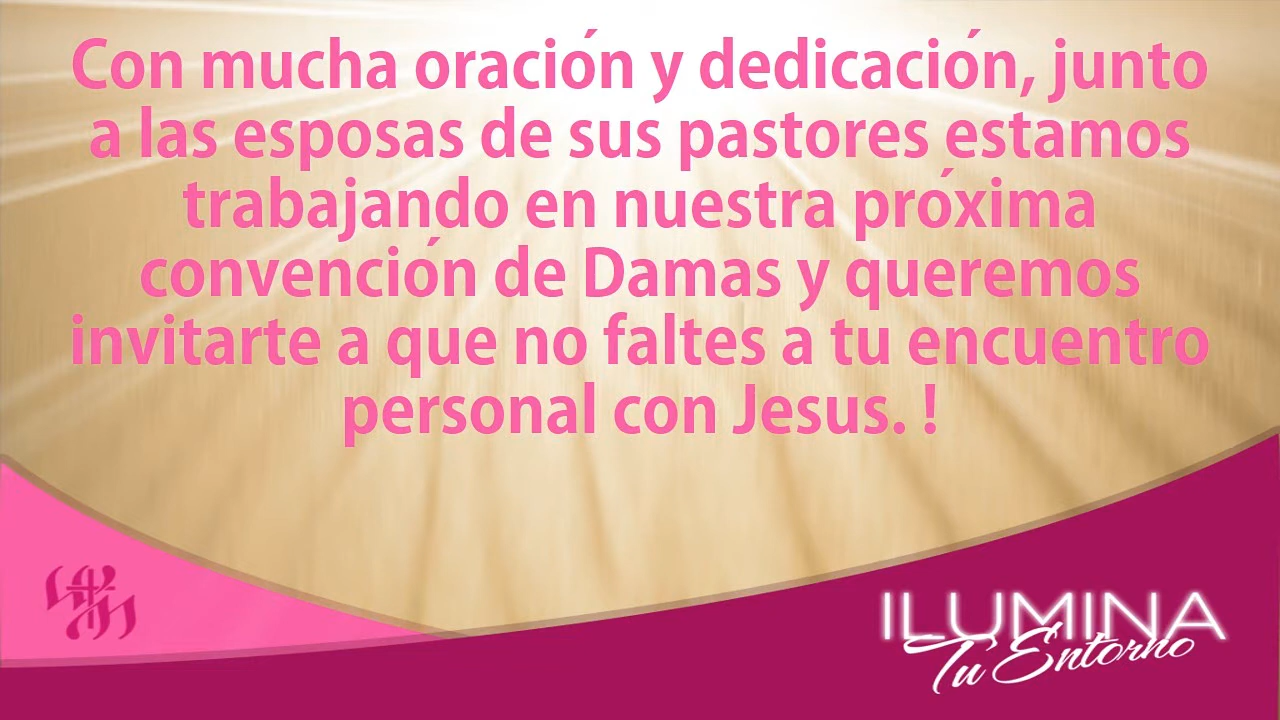 Con mucha oración y dedicación, junto
a las esposas de sus pastores estamos
trabajando en nuestra próxima
convención de Damas y queremos
invitarte a que no faltes a tu encuentro
personal con Jesus. !
ILUMINA
Tu Entorno